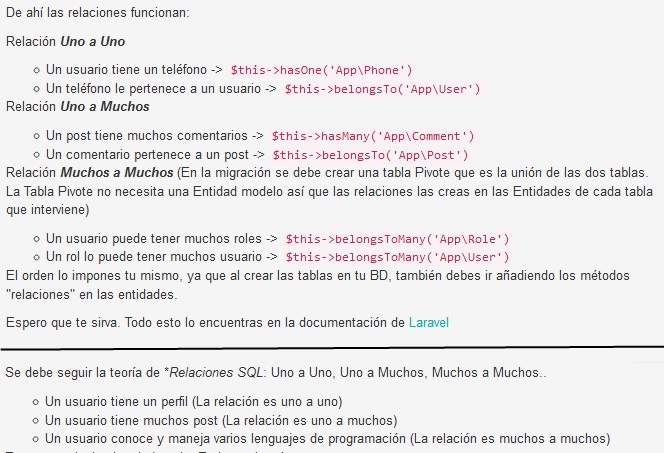 De ahí las relaciones funcionan:
Relación Uno a Uno
Un usuario tiene un teléfono -> $this->hasOne('App\Phone')
Un teléfono le pertenece a un usuario -> $this->belongsTo('App\User')
Relación Uno a Muchos
Un post tiene muchos comentarios -> $this->hasMany('App\Comment')
Un comentario pertenece a un post -> $this->belongsTo('App\Post')
Relación Muchos a Muchos (En la migración se debe crear una tabla Pivote que es la unión de las dos tablas.
La Tabla Pivote no necesita una Entidad modelo así que las relaciones las creas en las Entidades de cada tabla
que interviene)
Un usuario puede tener muchos roles -> $this->belongsToMany('App\Role')
Un rol lo puede tener muchos usuario -> $this->belongsToMany('App\User')
El orden lo impones tu mismo, ya que al crear las tablas en tu BD, también debes ir añadiendo los métodos
"relaciones" en las entidades.
Espero que te sirva. Todo esto lo encuentras en la documentación de Laravel
Se debe seguir la teoría de *Relaciones SQL: Uno a Uno, Uno a Muchos, Muchos a Muchos..
Un usuario tiene un perfil (La relación es uno a uno)
Un usuario tiene muchos post (La relación es uno a muchos)
Un usuario conoce y maneja varios lenguajes de programación (La relación es muchos a muchos)